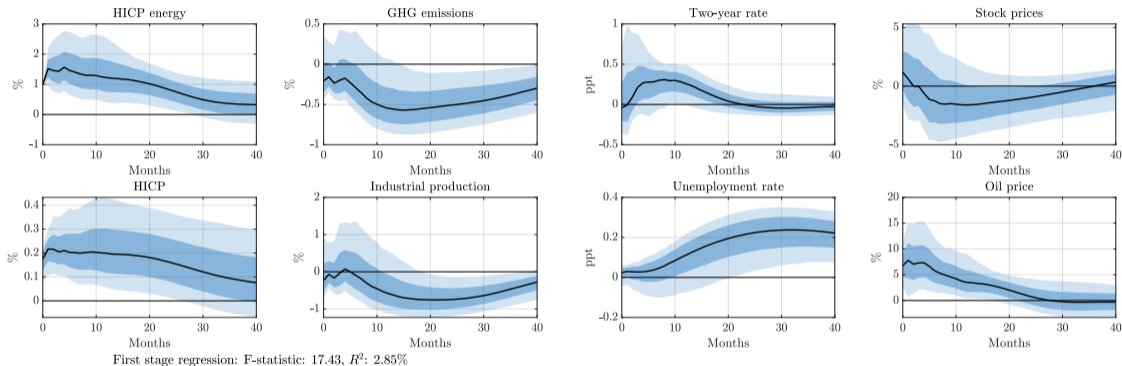 HICP energy
3
2
1
0
-1
0 10 20 30 40
%
Months
GHG emissions
0.5
0
-0.5
-1
0 10 20 30 40
%
Months
Two-year rate
1
0.5
0
-0.5
0 10 20 30 40
ppt
Months
Stock prices
5
0
-5
0 10 20 30 40
%
Months
HICP
0.4
0.3
0.2
0.1
0
0 10 20 30 40
%
Months
Industrial production
2
1
0
-1
0 10 20 30 40
%
Months
Unemployment rate
0.4
0.2
0
-0.2
0 10 20 30 40
ppt
Months
Oil price
20
15
10
5
0
0 10 20 30 40
%
Months
First stage regression: F-statistic: 17.43, R²: 2.85%